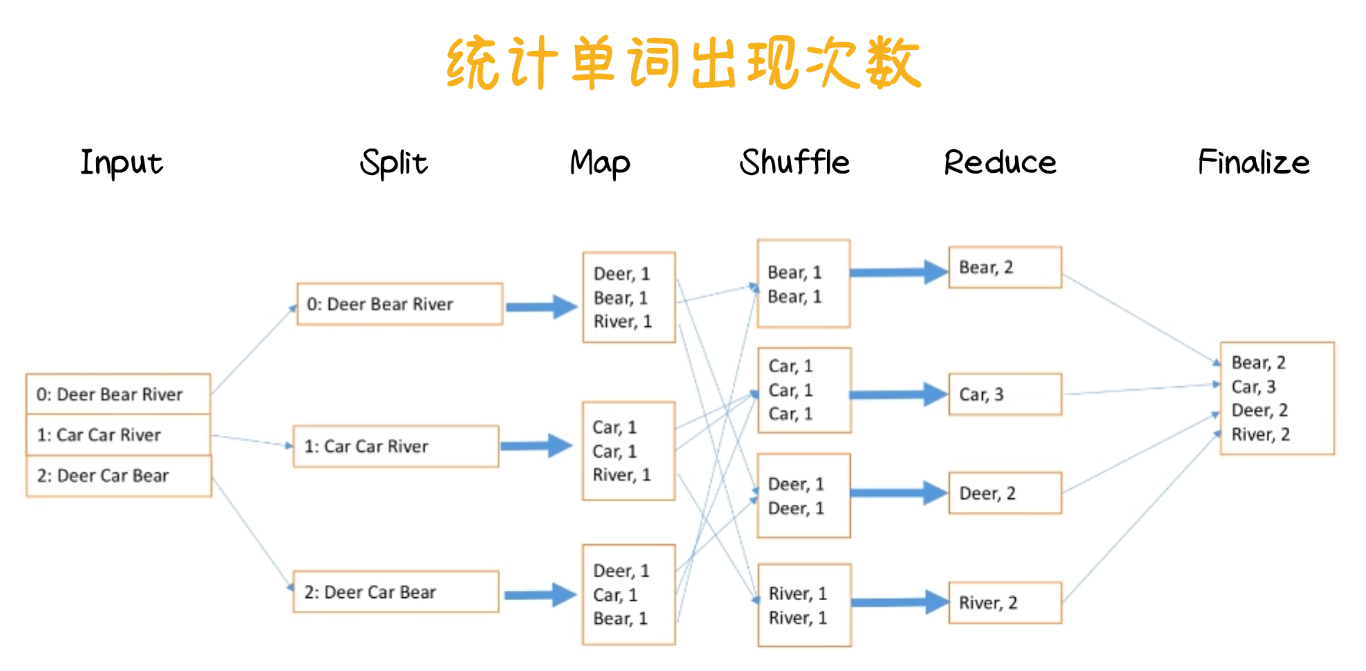 统计单词出现次数
Input
Split
Map
Shuffle
Reduce
Finalize
0: Deer Bear River
1: Car Car River
2: Deer Car Bear
0: Deer Bear River
1: Car Car River
2: Deer Car Bear
Deer, 1
Bear, 1
River, 1
Car, 1
Car, 1
River, 1
Deer, 1
Car, 1
Bear, 1
Bear, 1
Bear, 1
Car, 1
Car, 1
Car, 1
Deer, 1
Deer, 1
River, 1
River, 1
Bear, 2
Car, 3
Deer, 2
River, 2
Bear, 2
Car, 3
Deer, 2
River, 2